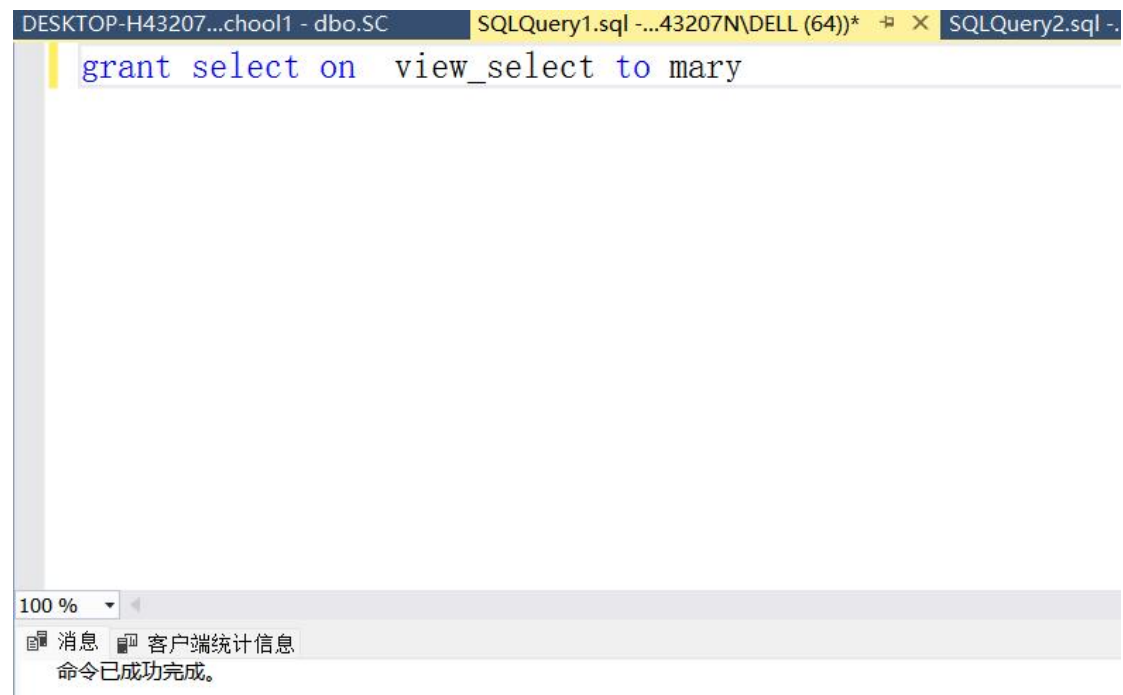 DESKTOP-H43207...chool1 - dbo.SC SQLQuery1.sql -...43207N\DELL (64))* SQLQuery2.sql -.
grant select on  view_select to mary
100 %
消息 客户端统计信息
命令已成功完成。